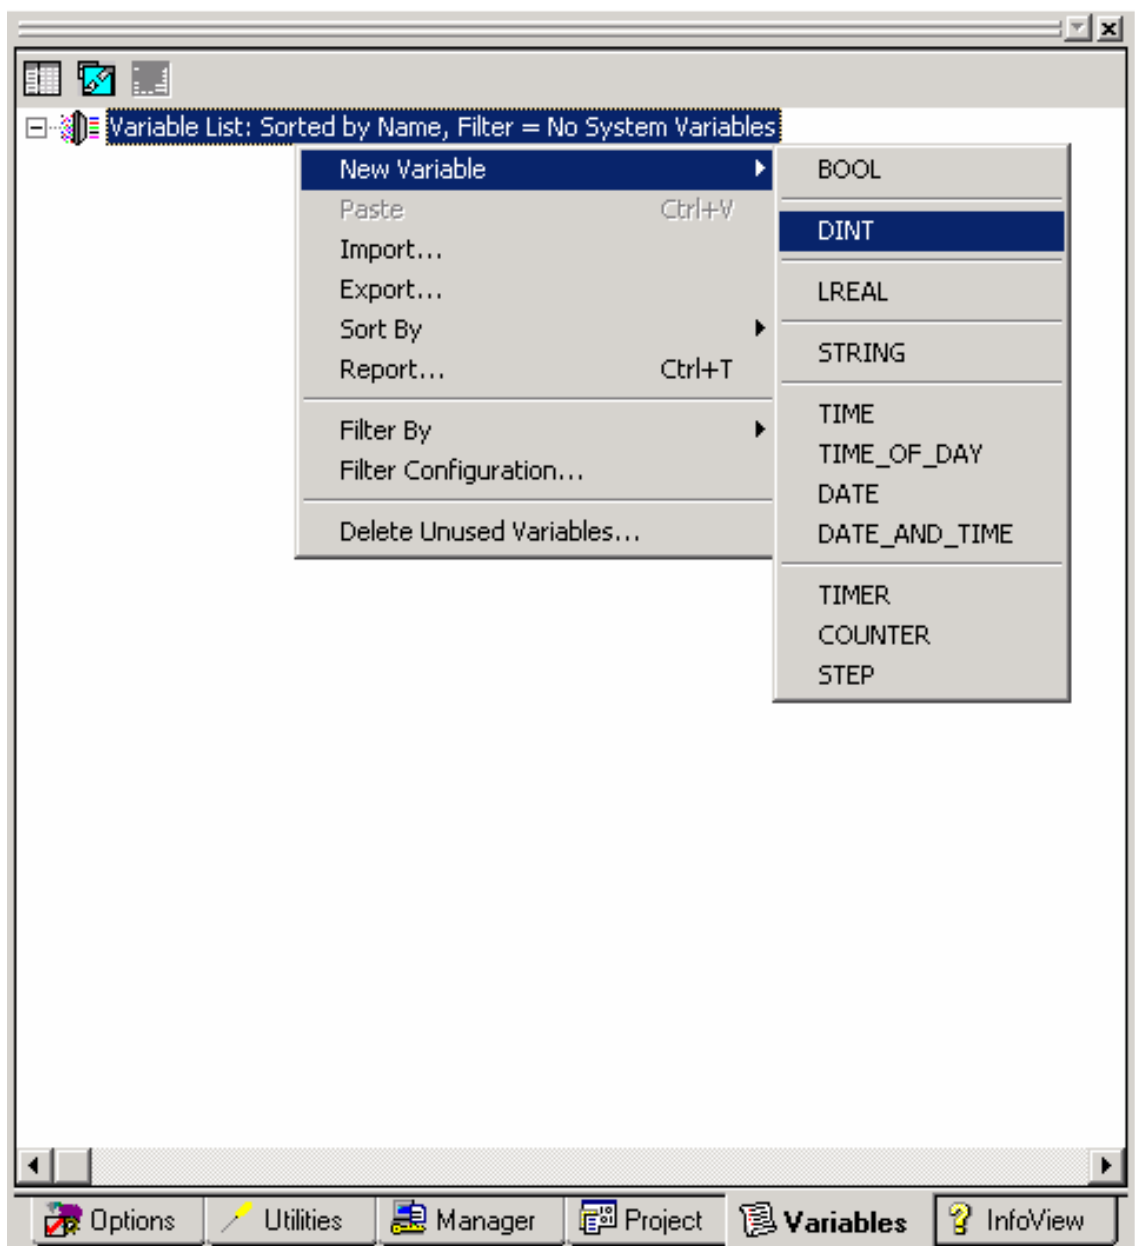 Variable List: Sorted by Name, Filter = No System Variables
New Variable
Paste Ctrl+V
Import...
Export...
Sort By
Report... Ctrl+T
Filter By
Filter Configuration...
Delete Unused Variables...
BOOL
DINT
LREAL
STRING
TIME
TIME_OF_DAY
DATE
DATE_AND_TIME
TIMER
COUNTER
STEP
Options Utilities Manager Project Variables InfoView